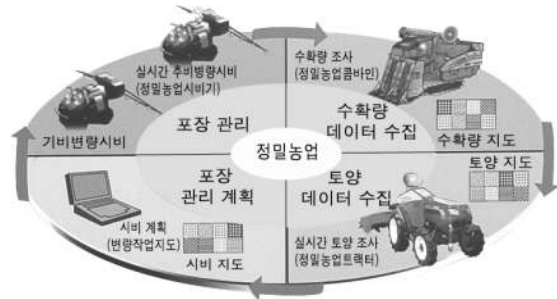 실시간 추비변량시비
(정밀농업시비기)
기비변량시비
포장 관리
수확량 조사
(정밀농업콤바인)
수확량
데이터 수집
수확량 지도
정밀농업
포장
관리 계획
시비 계획
(변량작업지도)
시비 지도
토양
데이터 수집
토양 지도
실시간 토양 조사
(정밀농업트랙터)